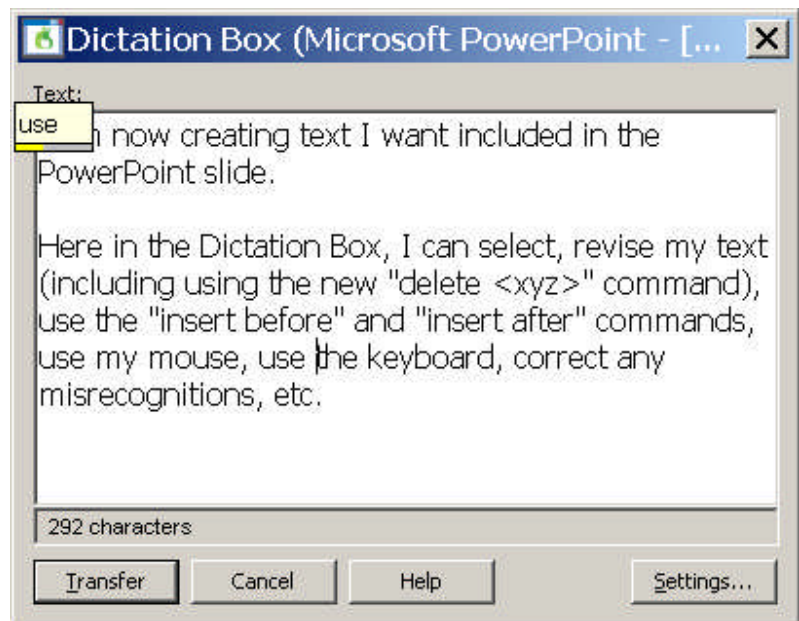 Dictation Box (Microsoft PowerPoint - [...
Text:
use
now creating text I want included in the
PowerPoint slide.
Here in the Dictation Box, I can select, revise my text
(including using the new "delete <xyz>" command),
use the "insert before" and "insert after" commands,
use my mouse, use the keyboard, correct any
misrecognitions, etc.
292 characters
Transfer
Cancel
Help
Settings...